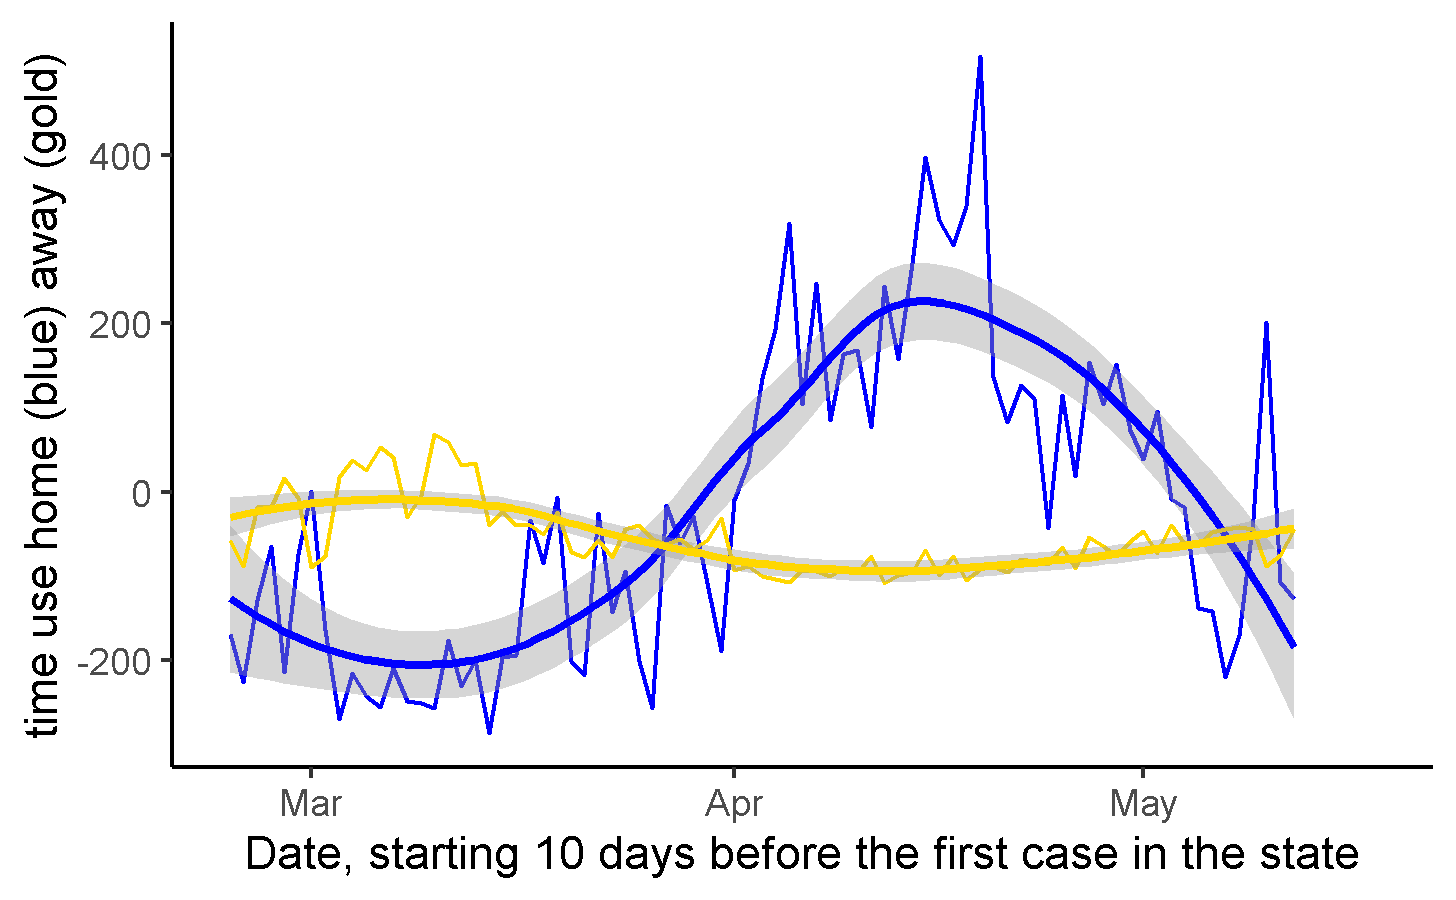 time use home (blue) away (gold)
400
200
0
-200
Mar
Apr
May
Date, starting 10 days before the first case in the state